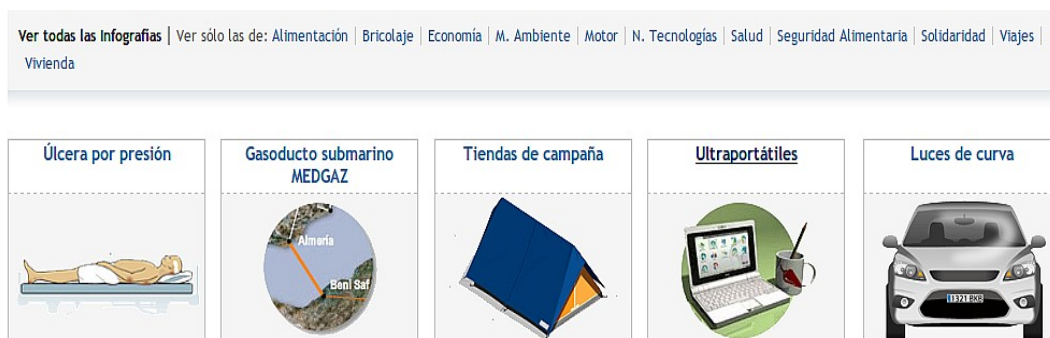 Ver todas las Infografías | Ver sólo las de: Alimentación | Bricolaje | Economía | M. Ambiente | Motor | N. Tecnologías | Salud | Seguridad Alimentaria | Solidaridad | Viajes |
Vivienda
Úlcera por presión
Gasoducto submarino
MEDGAZ
Tiendas de campaña
Ultraportátiles
Luces de curva
Almería
Beni Saf
1321 BKB